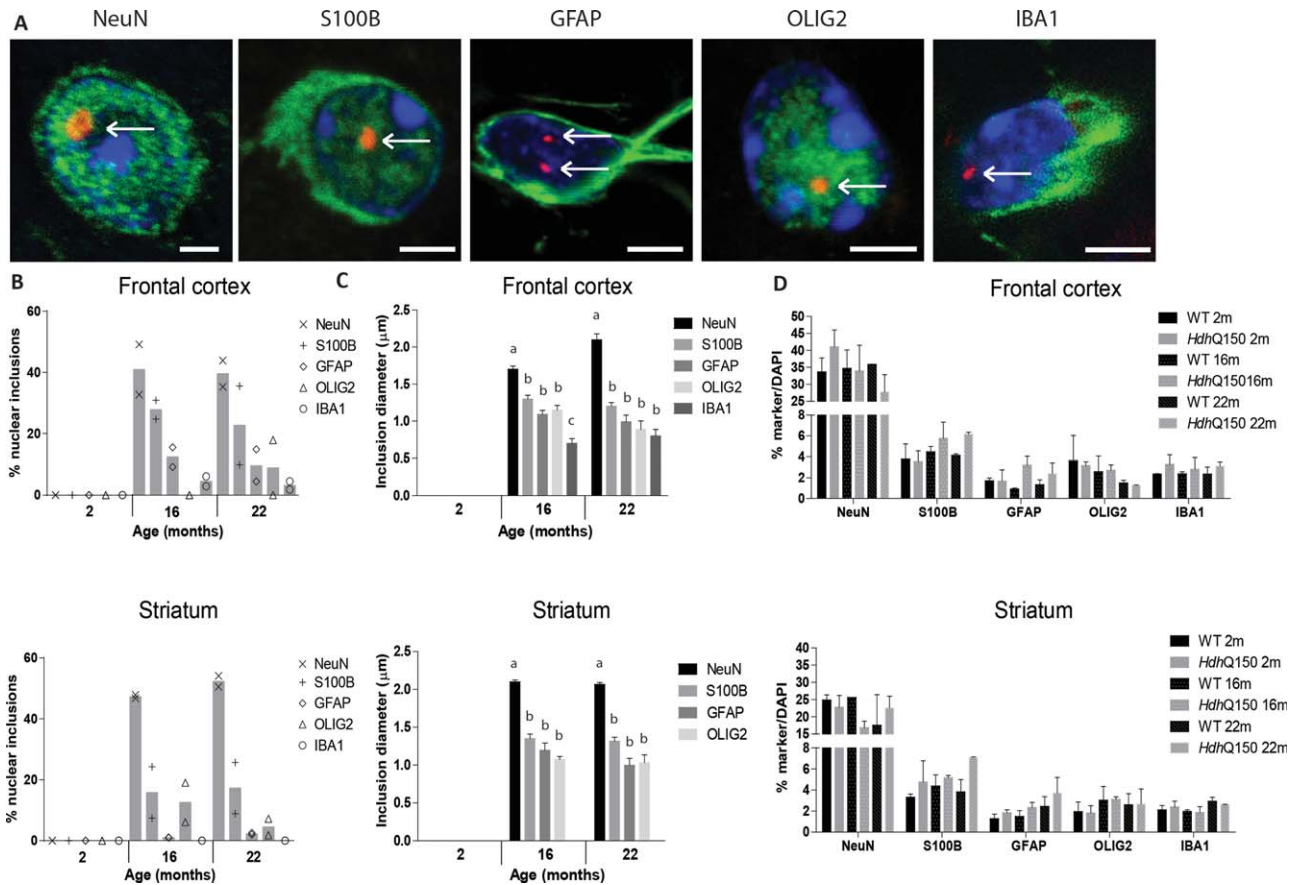 A
NeuN
S100B
GFAP
OLIG2
IBA1
B
Frontal cortex
% nuclear inclusions
60
40
20
0
2
16
22
Age (months)
NeuN
S100B
GFAP
OLIG2
IBA1
C
Frontal cortex
Inclusion diameter (μm)
2.5
2.0
1.5
1.0
0.5
0.0
a
b
b
b
c
a
b
b
b
b
2
16
22
Age (months)
NeuN
S100B
GFAP
OLIG2
IBA1
D
Frontal cortex
% marker/DAPI
50
45
40
35
30
25
8
6
4
2
0
NeuN
S100B
GFAP
OLIG2
IBA1
WT 2m
HdhQ150 2m
WT 16m
HdhQ15016m
WT 22m
HdhQ150 22m
Striatum
% nuclear inclusions
60
40
20
0
2
16
22
Age (months)
NeuN
S100B
GFAP
OLIG2
IBA1
Striatum
Inclusion diameter (μm)
2.5
2.0
1.5
1.0
0.5
0.0
a
b
b
b
a
b
b
b
2
16
22
Age (months)
NeuN
S100B
GFAP
OLIG2
Striatum
% marker/DAPI
40
35
30
25
20
15
8
6
4
2
0
NeuN
S100B
GFAP
OLIG2
IBA1
WT 2m
HdhQ150 2m
WT 16m
HdhQ150 16m
WT 22m
HdhQ150 22m